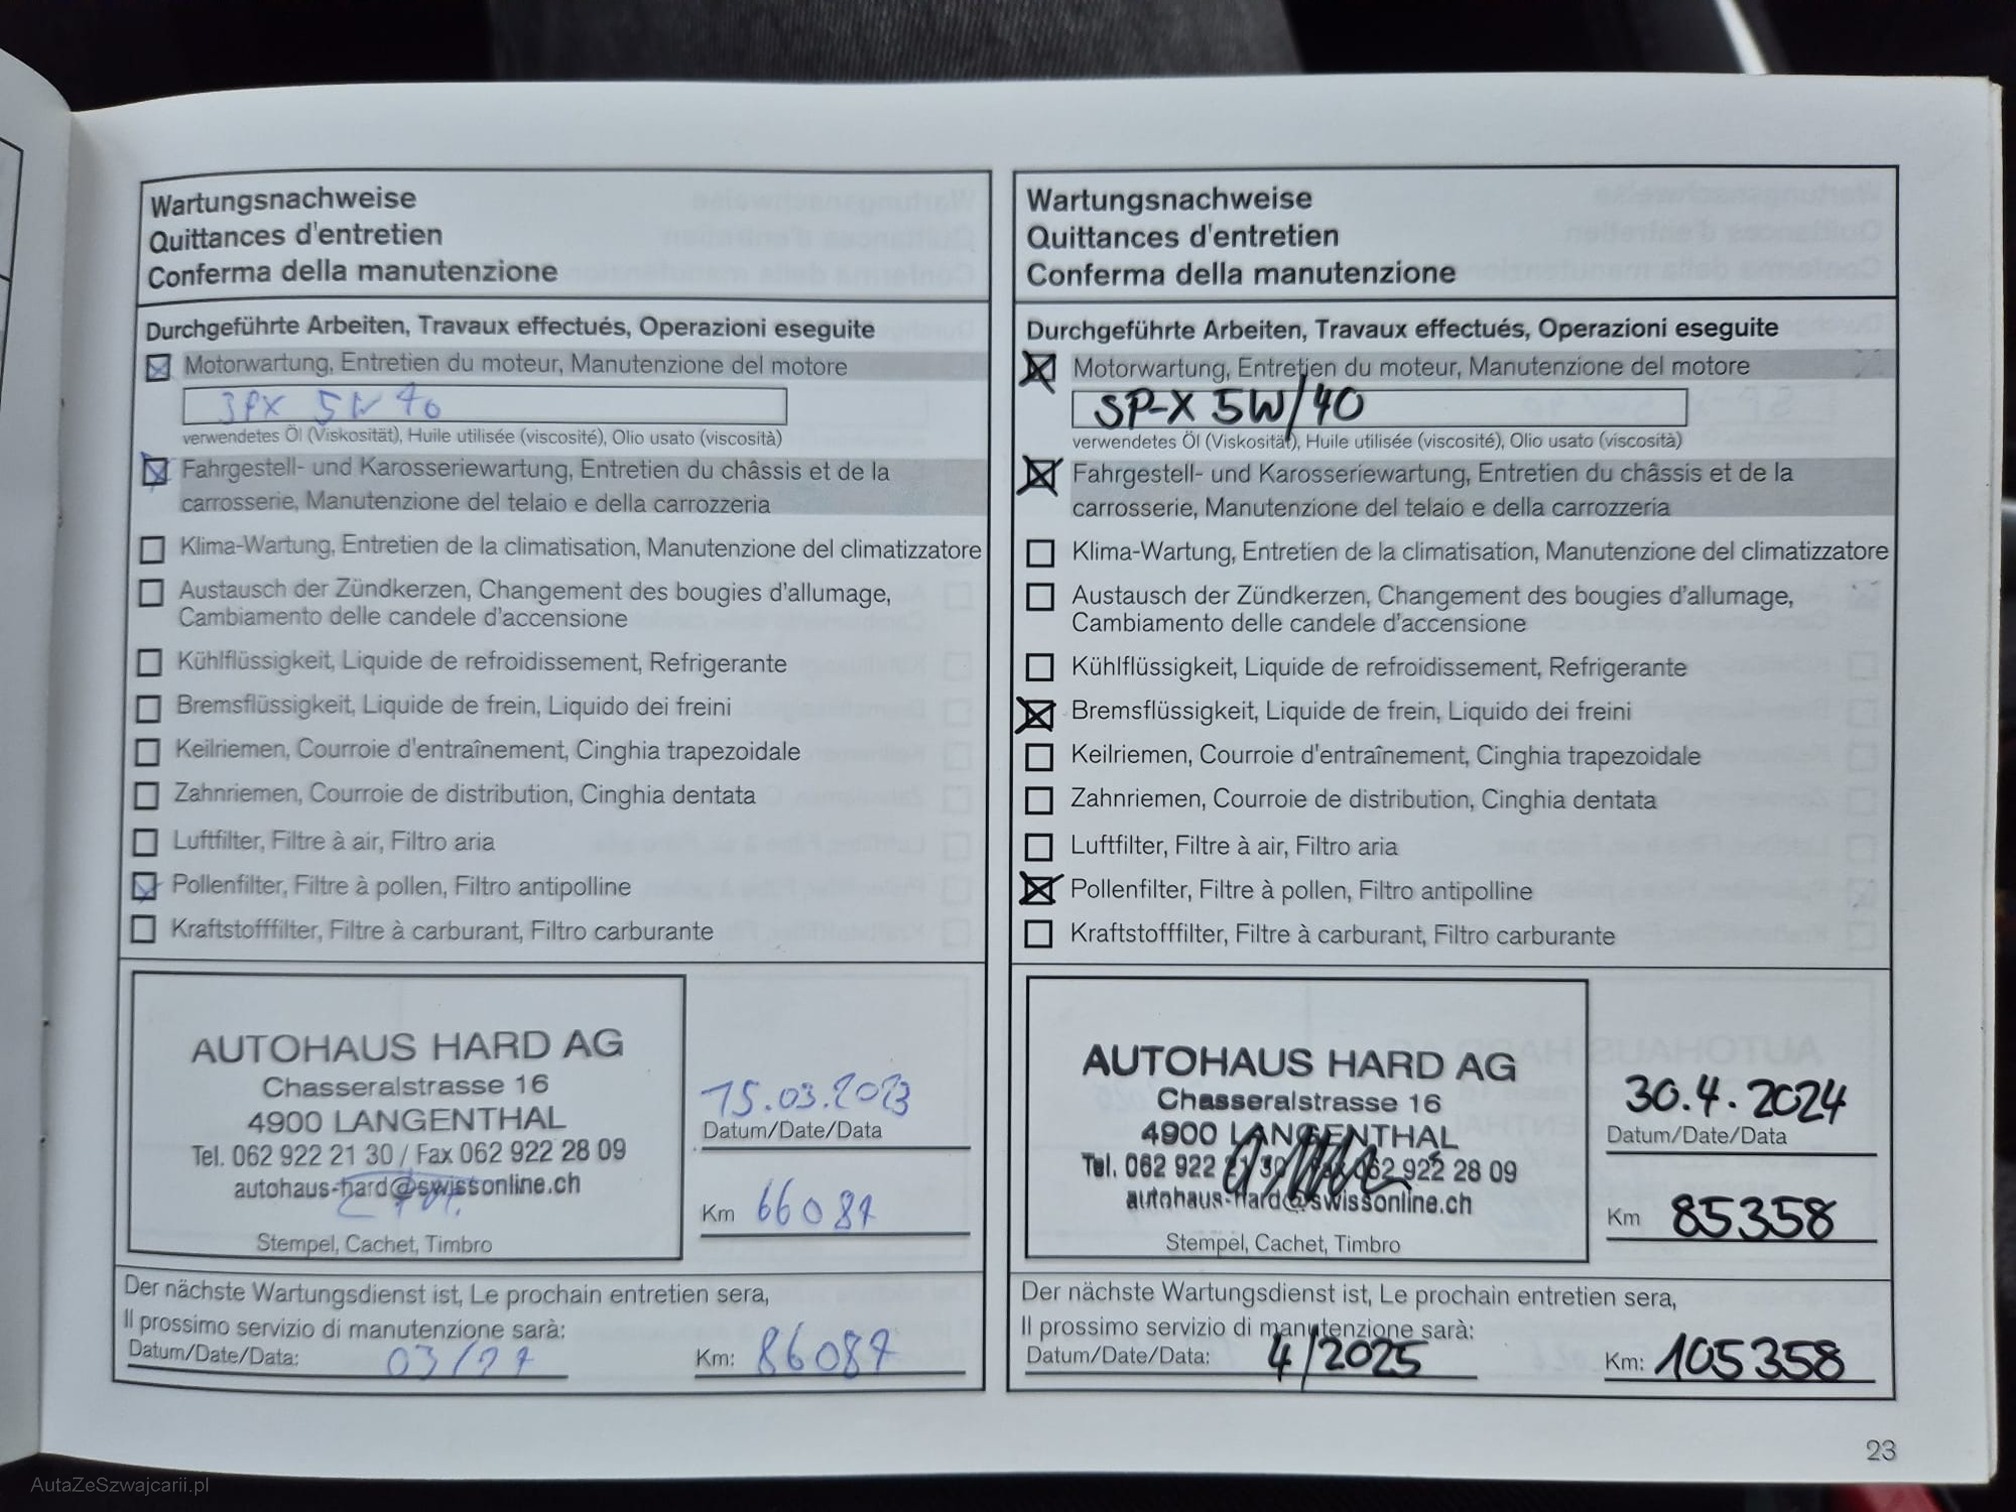 Wartungsnachweise
Quittances d'entretien
Conferma della manutenzione
Durchgeführte Arbeiten, Travaux effectués, Operazioni eseguite
Motorwartung, Entretien du moteur, Manutenzione del motore
SPX 5W 40
verwendetes Öl (Viskosität), Huile utilisée (viscosité), Olio usato (viscosità)
Fahrgestell- und Karosseriewartung, Entretien du châssis et de la
carrosserie, Manutenzione del telaio e della carrozzeria
Klima-Wartung, Entretien de la climatisation, Manutenzione del climatizzatore
Austausch der Zündkerzen, Changement des bougies d'allumage,
Cambiamento delle candele d'accensione
Kühlflüssigkeit, Liquide de refroidissement, Refrigerante
Bremsflüssigkeit, Liquide de frein, Liquido dei freini
Keilriemen, Courroie d'entraînement, Cinghia trapezoidale
Zahnriemen, Courroie de distribution, Cinghia dentata
Luftfilter, Filtre à air, Filtro aria
Pollenfilter, Filtre à pollen, Filtro antipolline
Kraftstofffilter, Filtre à carburant, Filtro carburante
AUTOHAUS HARD AG
Chasseralstrasse 16
4900 LANGENTHAL
Tel. 062 922 21 30 / Fax 062 922 28 09
autohaus-hard@swissonline.ch
Stempel, Cachet, Timbro
15.03.2023
Datum/Date/Data
Km 66087
Der nächste Wartungsdienst ist, Le prochain entretien sera,
Il prossimo servizio di manutenzione sarà:
Datum/Date/Data: Km: 86087
Wartungsnachweise
Quittances d'entretien
Conferma della manutenzione
Durchgeführte Arbeiten, Travaux effectués, Operazioni eseguite
Motorwartung, Entretien du moteur, Manutenzione del motore
SP-X 5W/40
verwendetes Öl (Viskosität), Huile utilisée (viscosité), Olio usato (viscosità)
Fahrgestell- und Karosseriewartung, Entretien du châssis et de la
carrosserie, Manutenzione del telaio e della carrozzeria
Klima-Wartung, Entretien de la climatisation, Manutenzione del climatizzatore
Austausch der Zündkerzen, Changement des bougies d'allumage,
Cambiamento delle candele d'accensione
Kühlflüssigkeit, Liquide de refroidissement, Refrigerante
Bremsflüssigkeit, Liquide de frein, Liquido dei freini
Keilriemen, Courroie d'entraînement, Cinghia trapezoidale
Zahnriemen, Courroie de distribution, Cinghia dentata
Luftfilter, Filtre à air, Filtro aria
Pollenfilter, Filtre à pollen, Filtro antipolline
Kraftstofffilter, Filtre à carburant, Filtro carburante
AUTOHAUS HARD AG
Chasseralstrasse 16
4900 LANGENTHAL
Tel. 062 922 21 30 / Fax 062 922 28 09
autohaus-hard@swissonline.ch
Stempel, Cachet, Timbro
30.4.2024
Datum/Date/Data
Km 85358
Der nächste Wartungsdienst ist, Le prochain entretien sera,
Il prossimo servizio di manutenzione sarà:
Datum/Date/Data: 4/2025 Km: 105358
23
AutaZeSzwajcarii.pl